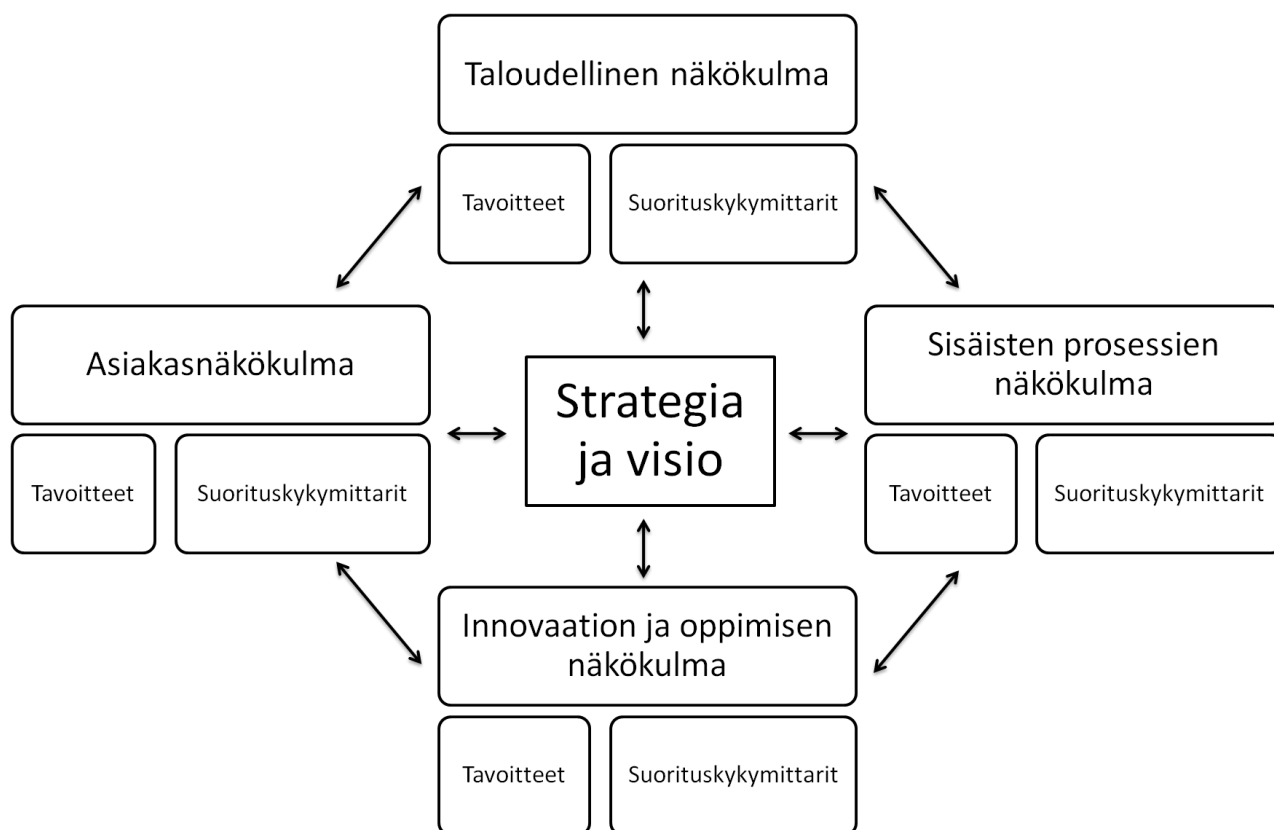 Taloudellinen näkökulma
Tavoitteet
Suorituskykymittarit
Asiakasnäkökulma
Tavoitteet
Suorituskykymittarit
Strategia
ja visio
Sisäisten prosessien
näkökulma
Tavoitteet
Suorituskykymittarit
Innovaation ja oppimisen
näkökulma
Tavoitteet
Suorituskykymittarit